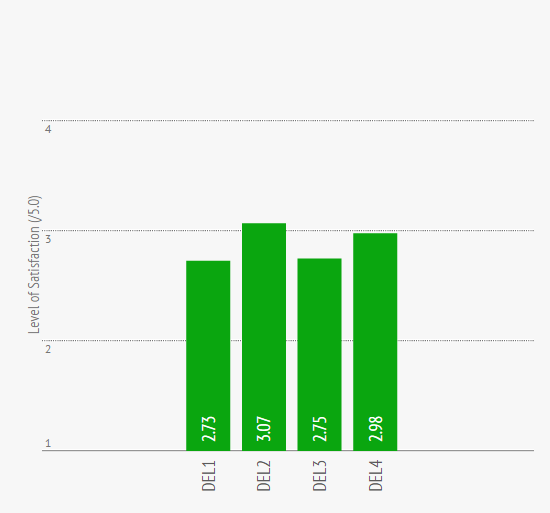 4
3
2
1
Level of Satisfaction (/5.0)
2.73
3.07
2.75
2.98
DEL1
DEL2
DEL3
DEL4